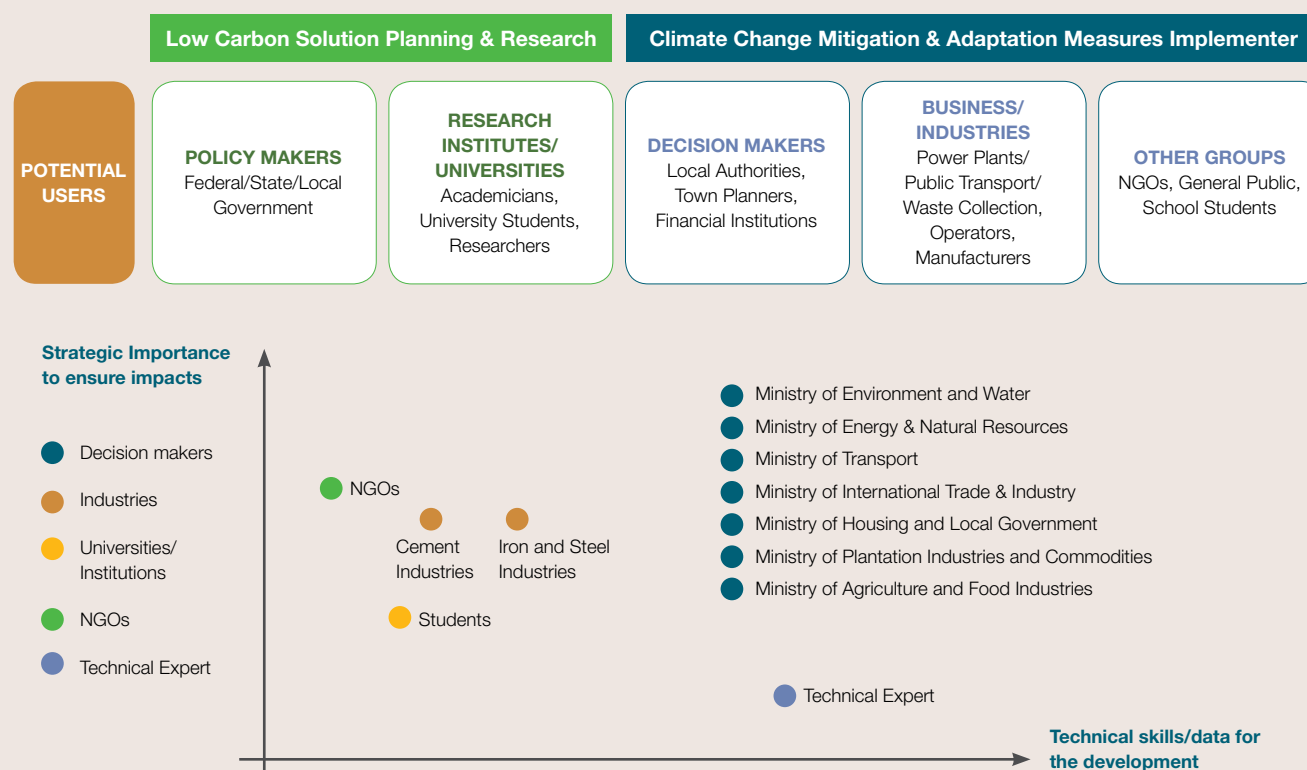 Low Carbon Solution Planning & Research
Climate Change Mitigation & Adaptation Measures Implementer
POTENTIAL
USERS
POLICY MAKERS
Federal/State/Local
Government
RESEARCH
INSTITUTES/
UNIVERSITIES
Academicians,
University Students,
Researchers
DECISION MAKERS
Local Authorities,
Town Planners,
Financial Institutions
BUSINESS/
INDUSTRIES
Power Plants/
Public Transport/
Waste Collection,
Operators,
Manufacturers
OTHER GROUPS
NGOs, General Public,
School Students
Strategic Importance
to ensure impacts
Decision makers
Industries
Universities/
Institutions
NGOs
Technical Expert
NGOs
Cement
Industries
Iron and Steel
Industries
Students
Ministry of Environment and Water
Ministry of Energy & Natural Resources
Ministry of Transport
Ministry of International Trade & Industry
Ministry of Housing and Local Government
Ministry of Plantation Industries and Commodities
Ministry of Agriculture and Food Industries
Technical Expert
Technical skills/data for
the development